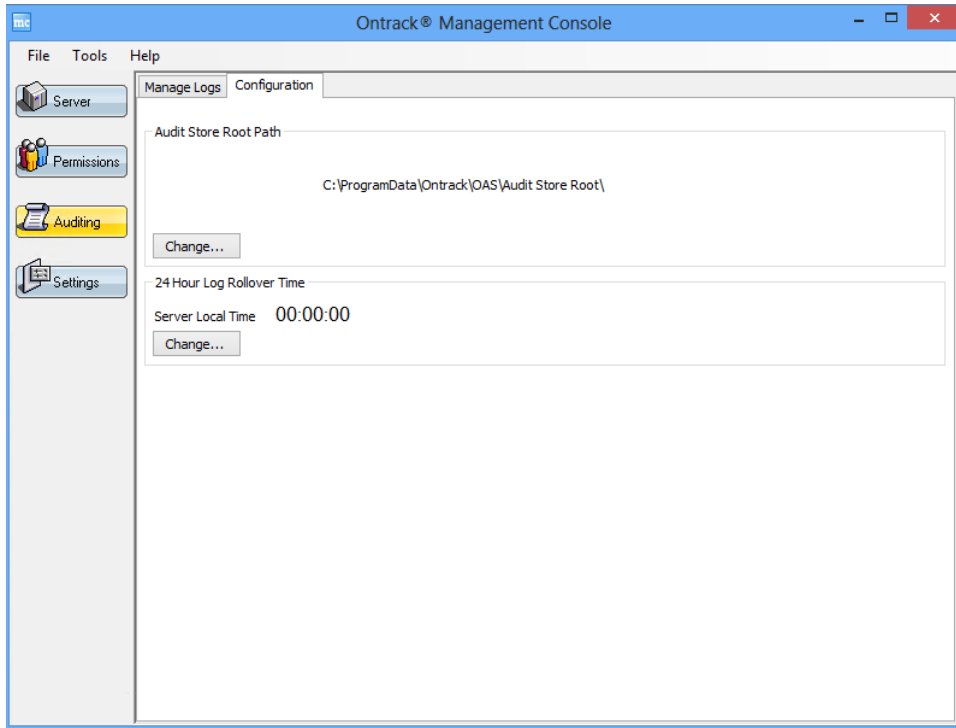 mc
Ontrack® Management Console
File Tools Help
Server
Permissions
Auditing
Settings
Manage Logs Configuration
Audit Store Root Path
C:\ProgramData\Ontrack\OAS\Audit Store Root\
Change...
24 Hour Log Rollover Time
Server Local Time 00:00:00
Change...